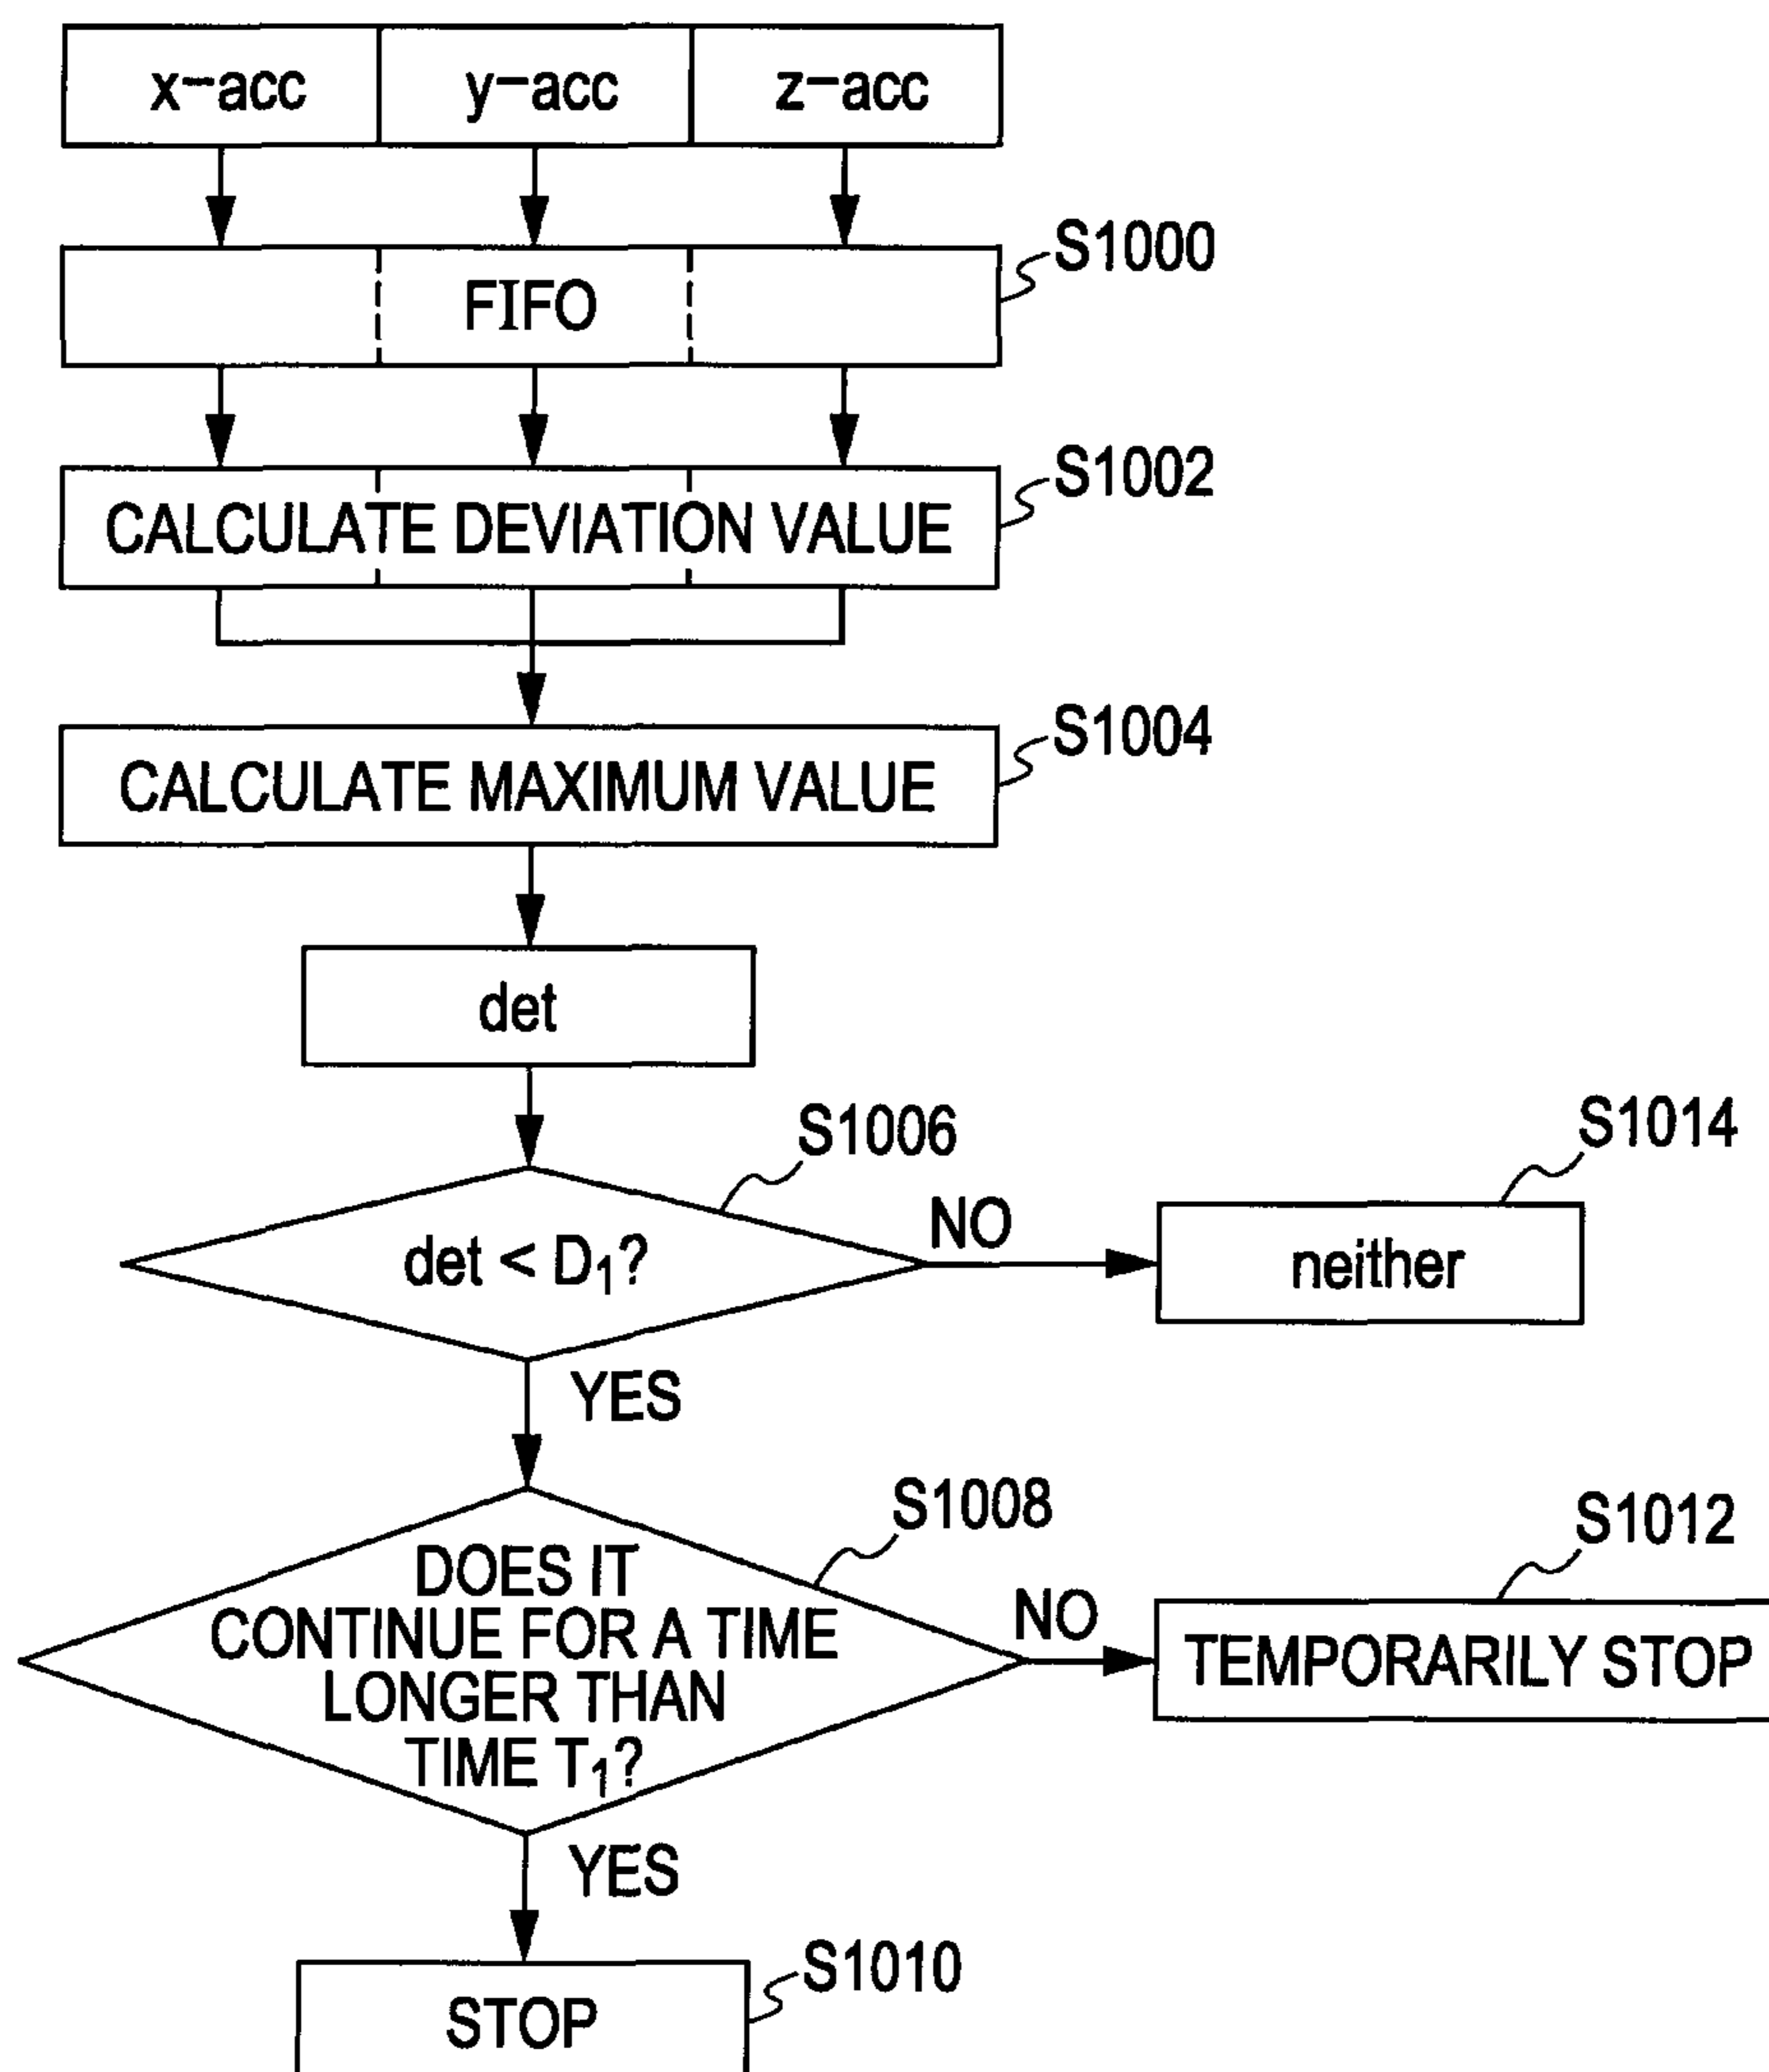 x-acc y-acc z-acc
S1000
FIFO
S1002
CALCULATE DEVIATION VALUE
S1004
CALCULATE MAXIMUM VALUE
det
S1006
S1014
det < D1?
NO
neither
YES
S1008
S1012
DOES IT
CONTINUE FOR A TIME
LONGER THAN
TIME T1?
NO
TEMPORARILY STOP
YES
S1010
STOP